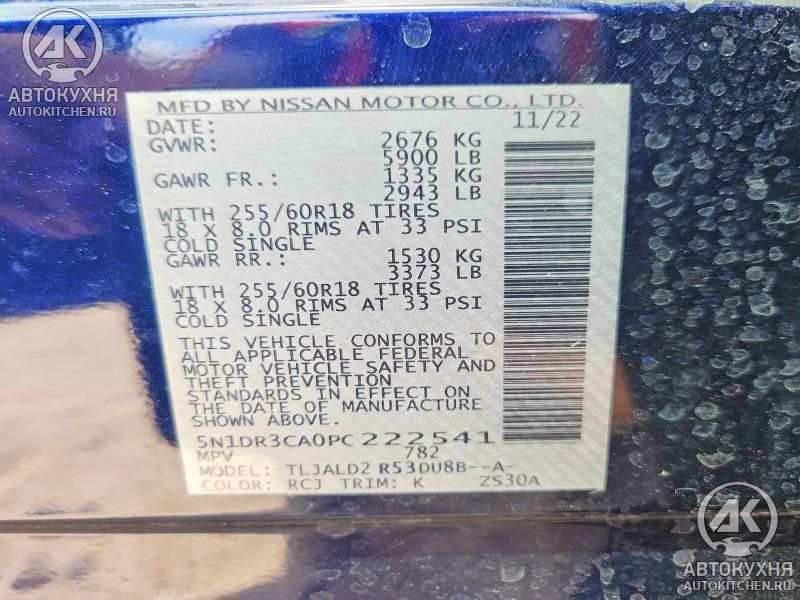 AK
АВТОКУХНЯ
AUTOKITCHEN.RU
MFD BY NISSAN MOTOR CO., LTD.
DATE: 11/22
GVWR: 2676 KG
5900 LB
GAWR FR.: 1335 KG
2943 LB
WITH 255/60R18 TIRES
18 X 8.0 RIMS AT 33 PSI
COLD SINGLE
GAWR RR.: 1530 KG
3373 LB
WITH 255/60R18 TIRES
18 X 8.0 RIMS AT 33 PSI
COLD SINGLE
THIS VEHICLE CONFORMS TO
ALL APPLICABLE FEDERAL
MOTOR VEHICLE SAFETY AND
THEFT PREVENTION
STANDARDS IN EFFECT ON
THE DATE OF MANUFACTURE
SHOWN ABOVE.
5N1DR3CA0PC222541
MPV 782
MODEL: TLJALD2 R53DU8B--A-
COLOR: RCJ TRIM: K ZS30A
AK
АВТОКУХНЯ
AUTOKITCHEN.RU